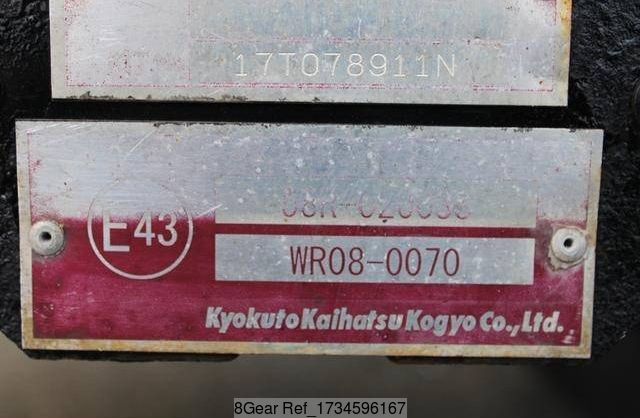 17T078911N
E43
WR08-0070
Kyokuto Kaihatsu Kogyo Co., Ltd.
8Gear Ref_1734596167